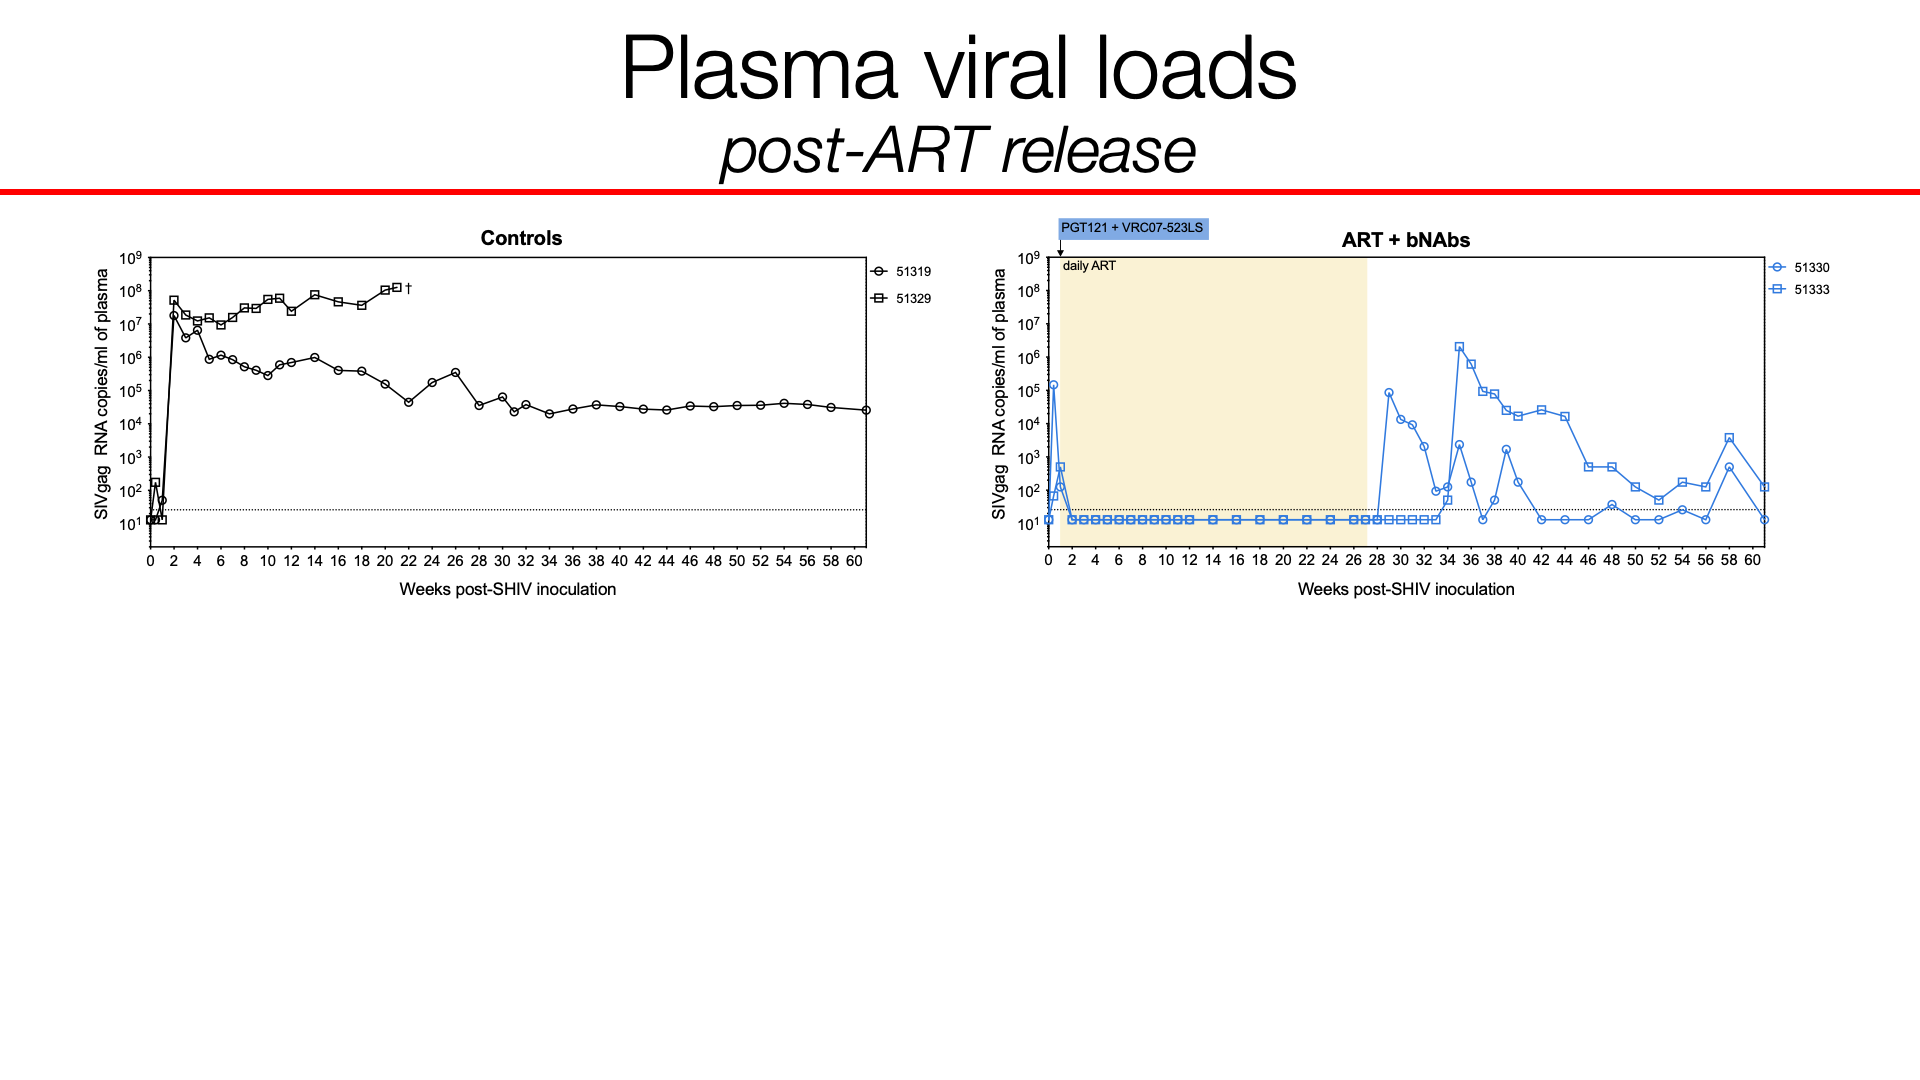 Plasma viral loads
post-ART release
Controls
10⁹
10⁸
10⁷
10⁶
10⁵
10⁴
10³
10²
10¹
SIVgag RNA copies/ml of plasma
†
51319
51329
0 2 4 6 8 10 12 14 16 18 20 22 24 26 28 30 32 34 36 38 40 42 44 46 48 50 52 54 56 58 60
Weeks post-SHIV inoculation
PGT121 + VRC07-523LS
ART + bNAbs
daily ART
10⁹
10⁸
10⁷
10⁶
10⁵
10⁴
10³
10²
10¹
SIVgag RNA copies/ml of plasma
51330
51333
0 2 4 6 8 10 12 14 16 18 20 22 24 26 28 30 32 34 36 38 40 42 44 46 48 50 52 54 56 58 60
Weeks post-SHIV inoculation